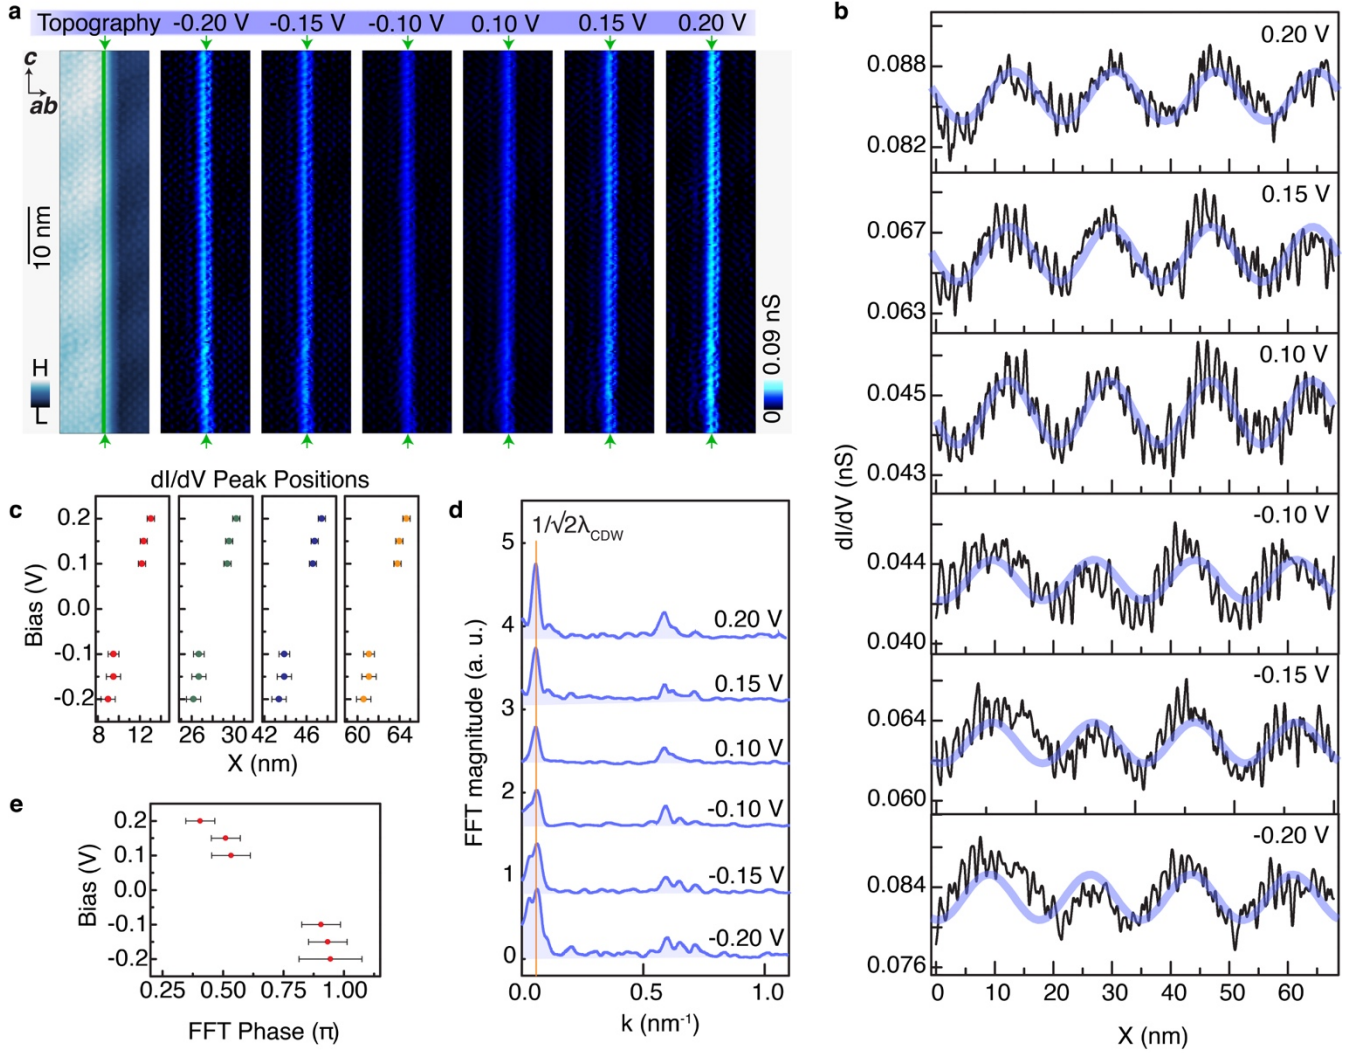 a
Topography -0.20 V -0.15 V -0.10 V 0.10 V 0.15 V 0.20 V
c
ab
10 nm
H
L
0 0.09 nS
b
0.20 V
0.088
0.082
0.15 V
0.067
0.063
0.10 V
0.045
0.043
-0.10 V
0.044
0.040
-0.15 V
0.064
0.060
-0.20 V
0.084
0.076
dI/dV (nS)
0 10 20 30 40 50 60
X (nm)
c
dI/dV Peak Positions
Bias (V)
0.2
0.1
0.0
-0.1
-0.2
8 12 26 30 42 46 60 64
X (nm)
d
1/√2λCDW
FFT magnitude (a. u.)
5
4
3
2
1
0
0.20 V
0.15 V
0.10 V
-0.10 V
-0.15 V
-0.20 V
0.0 0.5 1.0
k (nm⁻¹)
e
Bias (V)
0.2
0.1
0.0
-0.1
-0.2
0.25 0.50 0.75 1.00
FFT Phase (π)